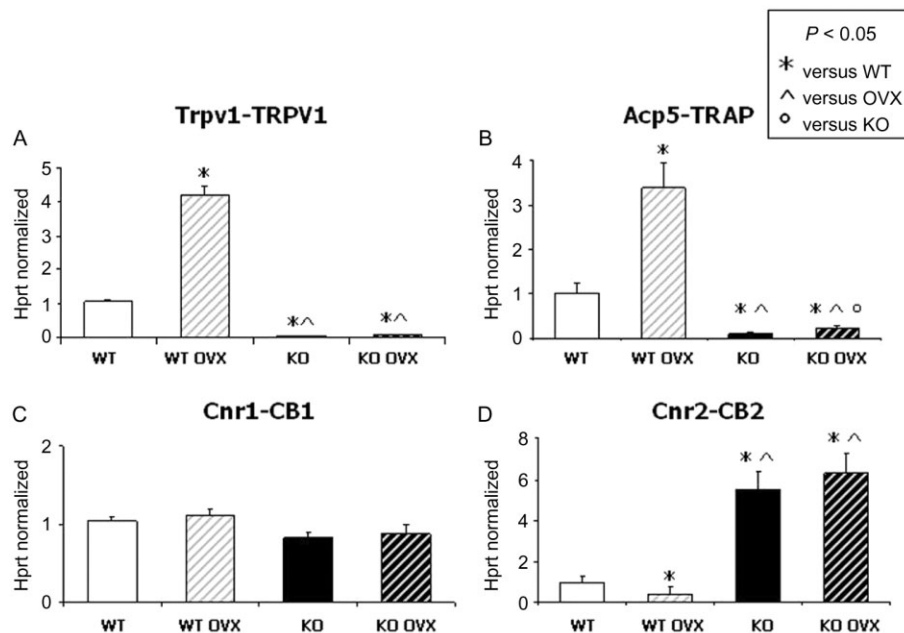 P < 0.05
* versus WT
^ versus OVX
o versus KO
Trpv1-TRPV1
A
Hprt normalized
5
4
3
2
1
0
*
*^
*^
WT WT OVX KO KO OVX
Acp5-TRAP
B
Hprt normalized
4
3
2
1
0
*
* ^
* ^ o
WT WT OVX KO KO OVX
Cnr1-CB1
C
Hprt normalized
2
1
0
WT WT OVX KO KO OVX
Cnr2-CB2
D
Hprt normalized
8
6
4
2
0
*
* ^
* ^
WT WT OVX KO KO OVX